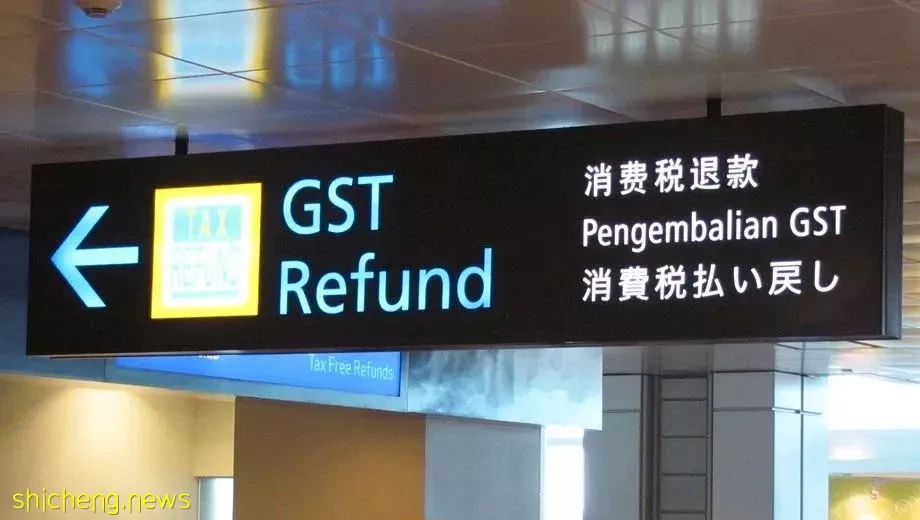 TAX
REFUND
GST
Refund
消费税退款
Pengembalian GST
消費税払い戻し
Tax Free Refunds
shicheng.news